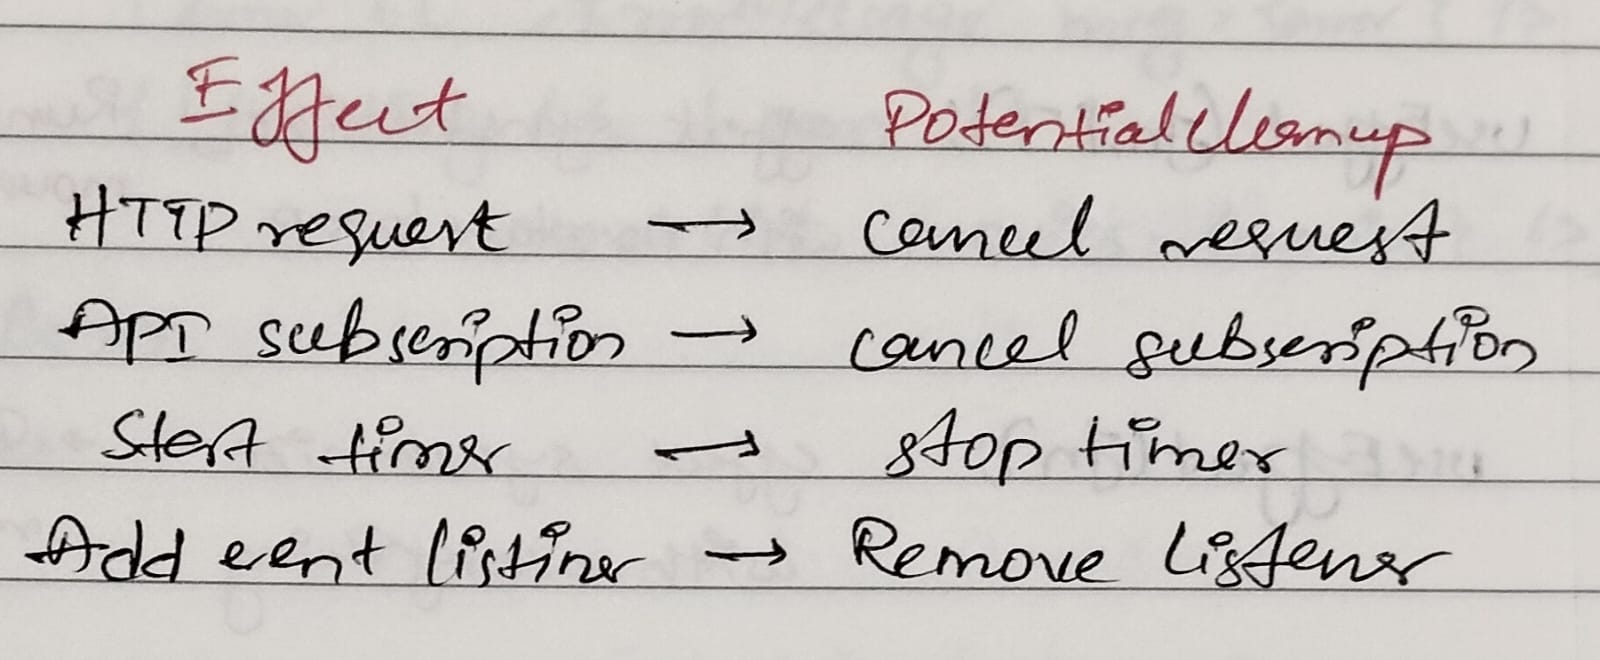 Effect Potential Cleanup
HTTP request → cancel request
API subscription → cancel subscription
Start timer → stop timer
Add eent listiner → Remove listener